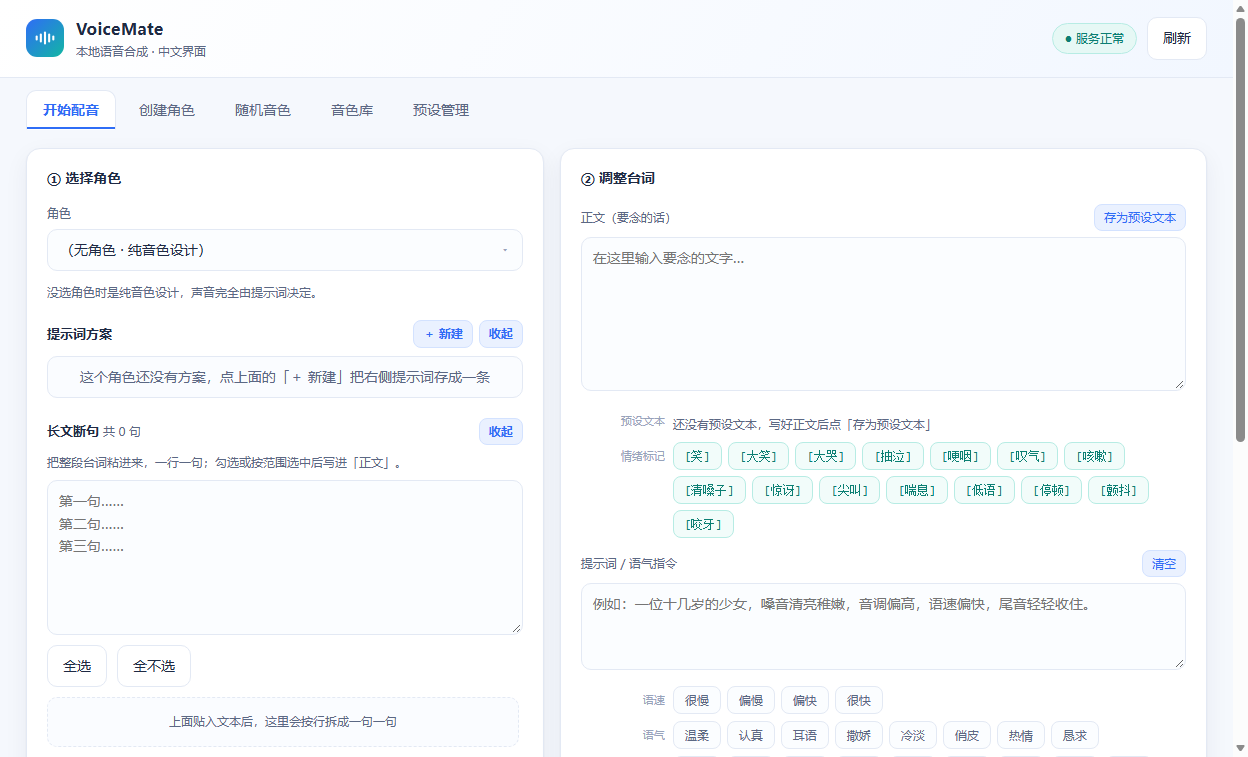 VoiceMate
本地语音合成 · 中文界面
● 服务正常
刷新
开始配音
创建角色
随机音色
音色库
预设管理
① 选择角色
角色
（无角色 · 纯音色设计）
没选角色时是纯音色设计，声音完全由提示词决定。
提示词方案
＋ 新建
收起
这个角色还没有方案，点上面的「＋ 新建」把右侧提示词存成一条
长文断句 共 0 句
收起
把整段台词粘进来，一行一句；勾选或按范围选中后写进「正文」。
第一句……
第二句……
第三句……
全选
全不选
上面贴入文本后，这里会按行拆成一句一句
② 调整台词
正文（要念的话）
存为预设文本
在这里输入要念的文字...
预设文本 还没有预设文本，写好正文后点「存为预设文本」
情绪标记 [笑] [大笑] [大哭] [抽泣] [哽咽] [叹气] [咳嗽]
[清嗓子] [惊讶] [尖叫] [喘息] [低语] [停顿] [颤抖]
[咬牙]
提示词 / 语气指令
清空
例如：一位十几岁的少女，嗓音清亮稚嫩，音调偏高，语速偏快，尾音轻轻收住。
语速 很慢 偏慢 偏快 很快
语气 温柔 认真 耳语 撒娇 冷淡 俏皮 热情 恳求